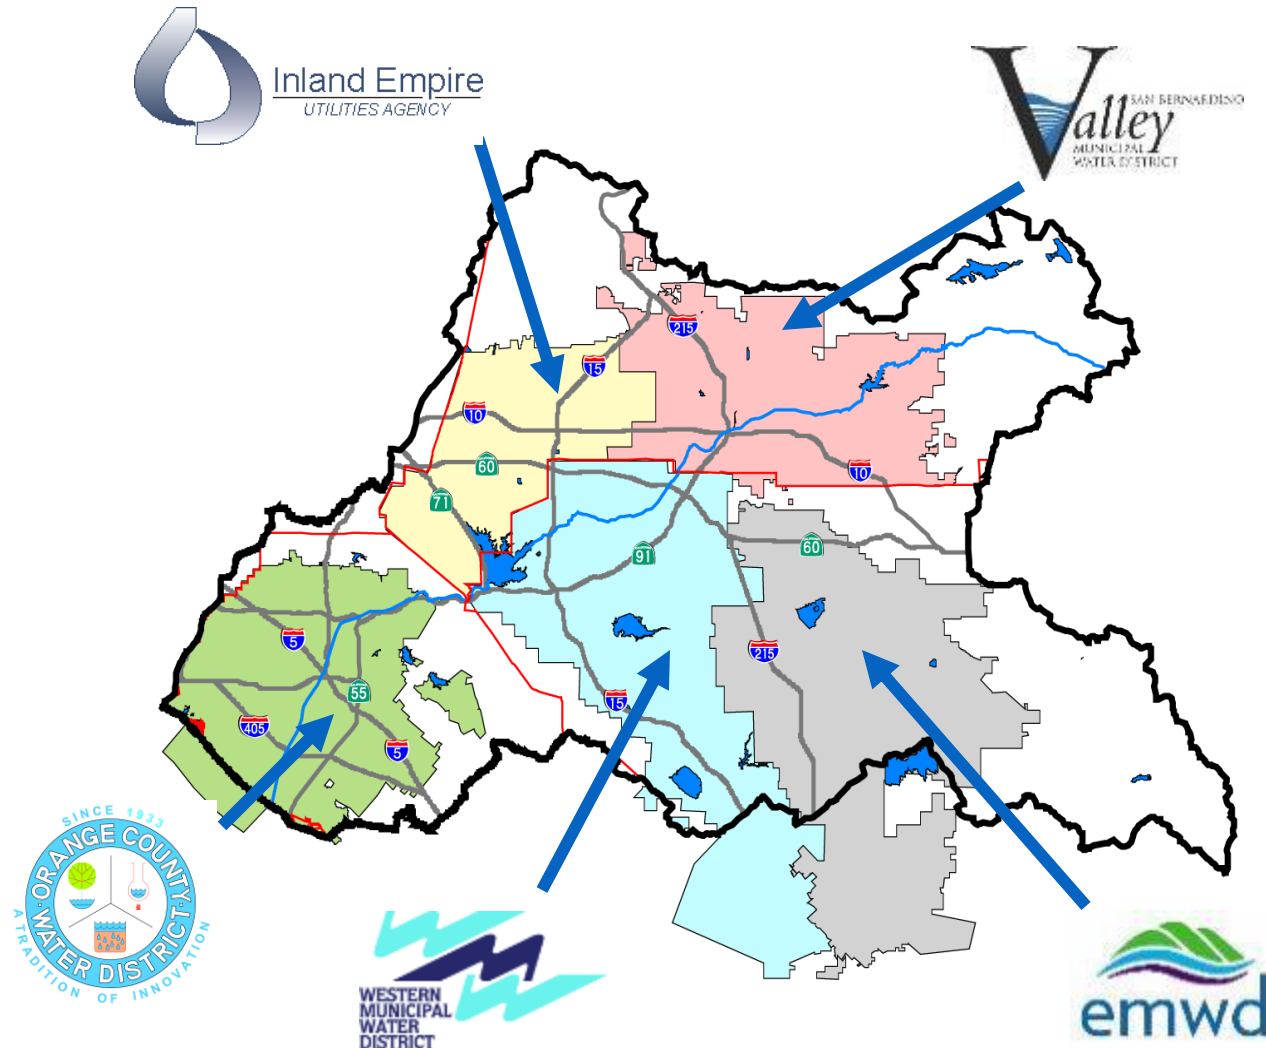 Inland Empire
UTILITIES AGENCY
SAN BERNARDINO
Valley
MUNICIPAL
WATER DISTRICT
215
15
10
60
10
71
91
60
5
215
55
15
405
5
SINCE 1933
ORANGE COUNTY
WATER DISTRICT
A TRADITION OF INNOVATION
WESTERN
MUNICIPAL
WATER
DISTRICT
emwd